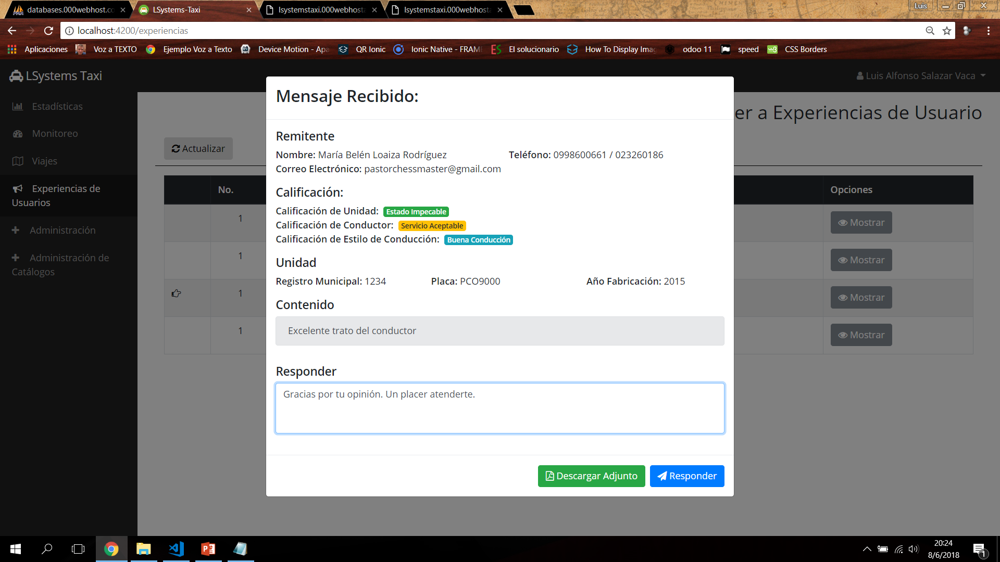 databases.000webhost.co
LSystems-Taxi
lsystemstaxi.000webhosta
lsystemstaxi.000webhosta
Luis
localhost:4200/experiencias
Aplicaciones
Voz a TEXTO
Ejemplo Voz a Texto
Device Motion - Apa
QR Ionic
Ionic Native - FRAM
El solucionario
How To Display Imag
odoo 11
speed
CSS Borders
LSystems Taxi
Luis Alfonso Salazar Vaca
Estadísticas
Monitoreo
Viajes
Experiencias de
Usuarios
Administración
Administración de
Catálogos
er a Experiencias de Usuario
Actualizar
No.
Opciones
1
Mostrar
1
Mostrar
1
Mostrar
1
Mostrar
Mensaje Recibido:
Remitente
Nombre: María Belén Loaiza Rodríguez
Teléfono: 0998600661 / 023260186
Correo Electrónico: pastorchessmaster@gmail.com
Calificación:
Calificación de Unidad: Estado Impecable
Calificación de Conductor: Servicio Aceptable
Calificación de Estilo de Conducción: Buena Conducción
Unidad
Registro Municipal: 1234
Placa: PCO9000
Año Fabricación: 2015
Contenido
Excelente trato del conductor
Responder
Gracias por tu opinión. Un placer atenderte.
Descargar Adjunto
Responder
20:24
8/6/2018
1